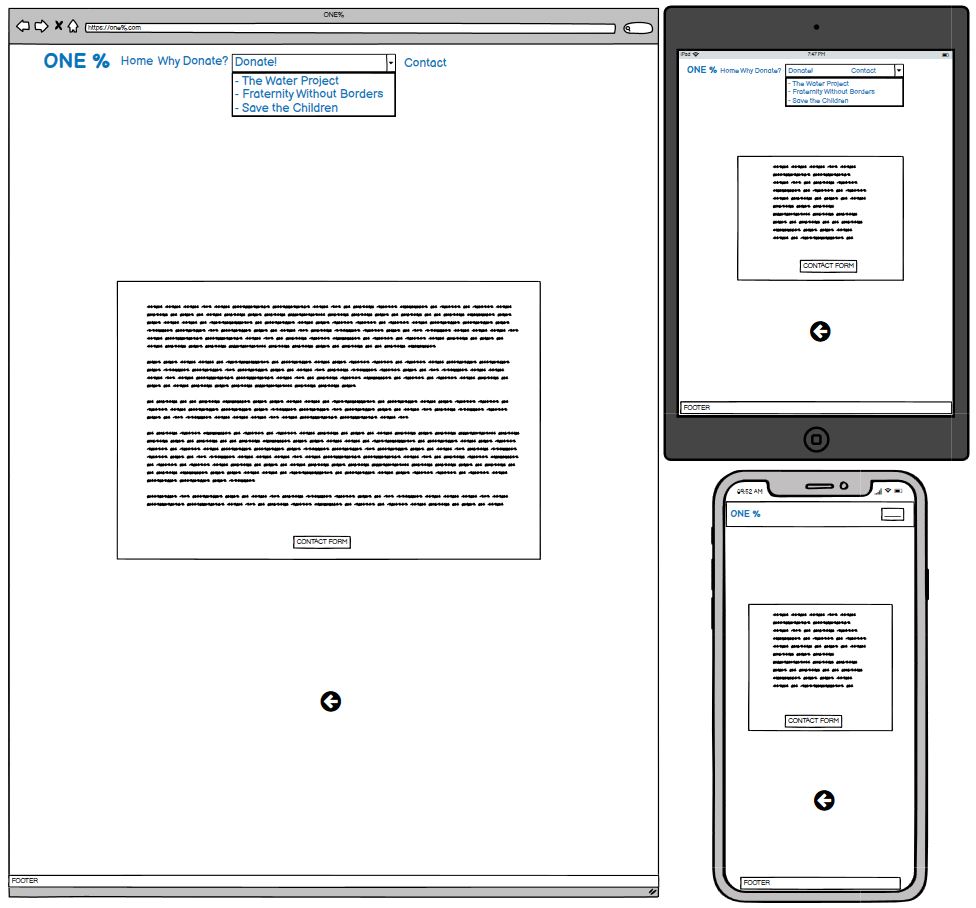 ONE%
https://one%.com
ONE % Home Why Donate? Donate! Contact
- The Water Project
- Fraternity Without Borders
- Save the Children
CONTACT FORM
FOOTER
iPad 7:47 PM
ONE % Home Why Donate? Donate! Contact
- The Water Project
- Fraternity Without Borders
- Save the Children
CONTACT FORM
FOOTER
09:52 AM
ONE %
CONTACT FORM
FOOTER